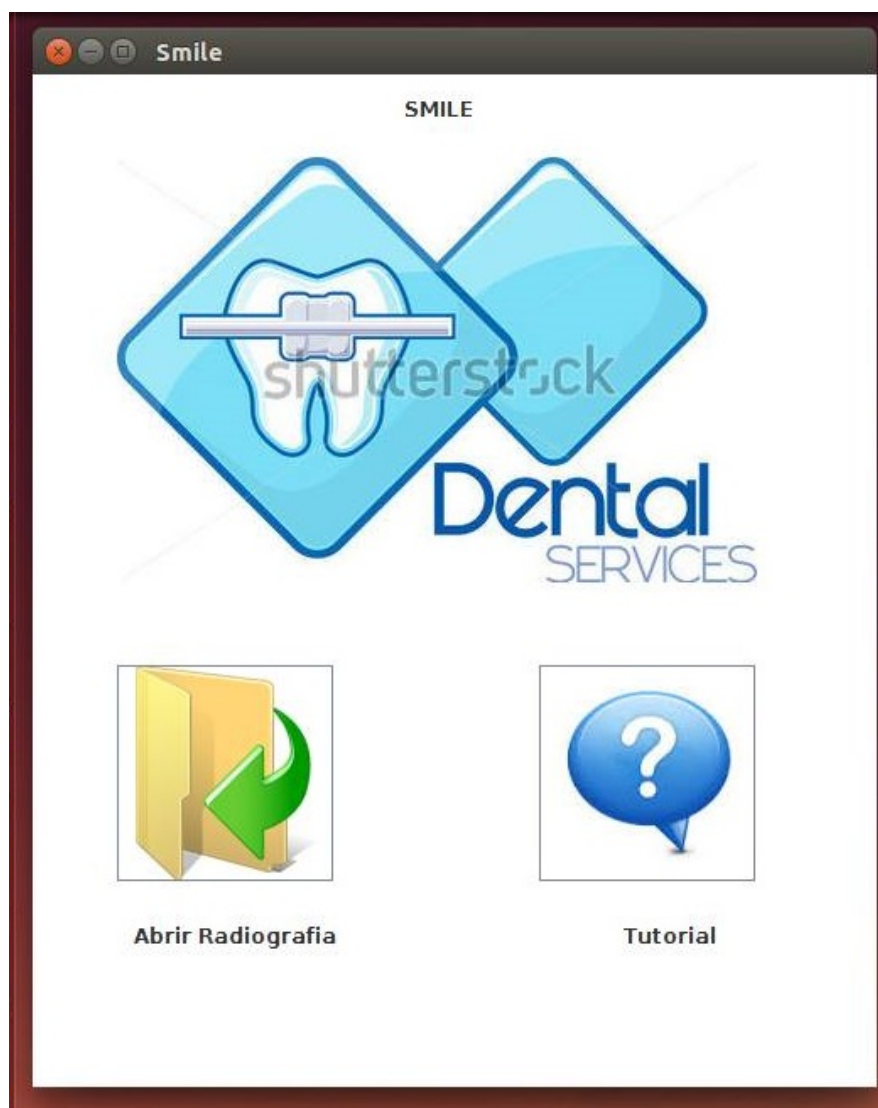 Smile
SMILE
shutterstock
Dental
SERVICES
?
Abrir Radiografia
Tutorial